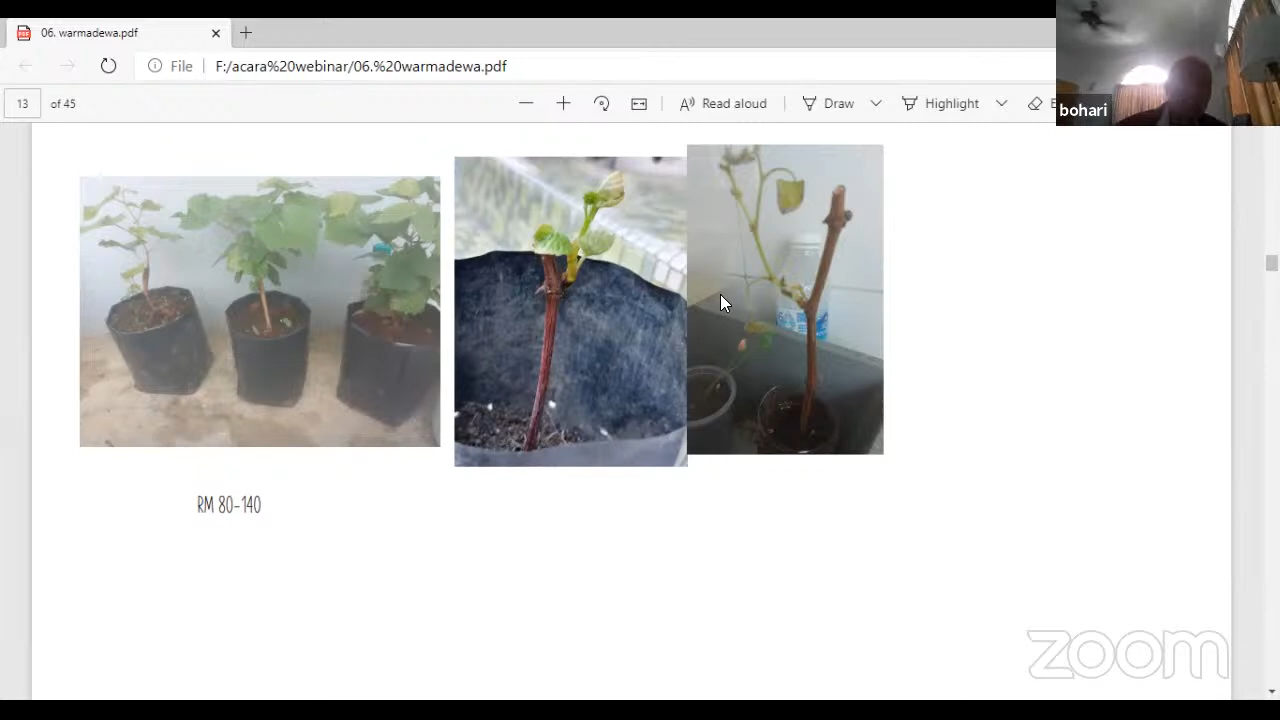 06. warmadewa.pdf
File
F:/acara%20webinar/06.%20warmadewa.pdf
bohari
13
of 45
Read aloud
Draw
Highlight
RM 80-140
zoom